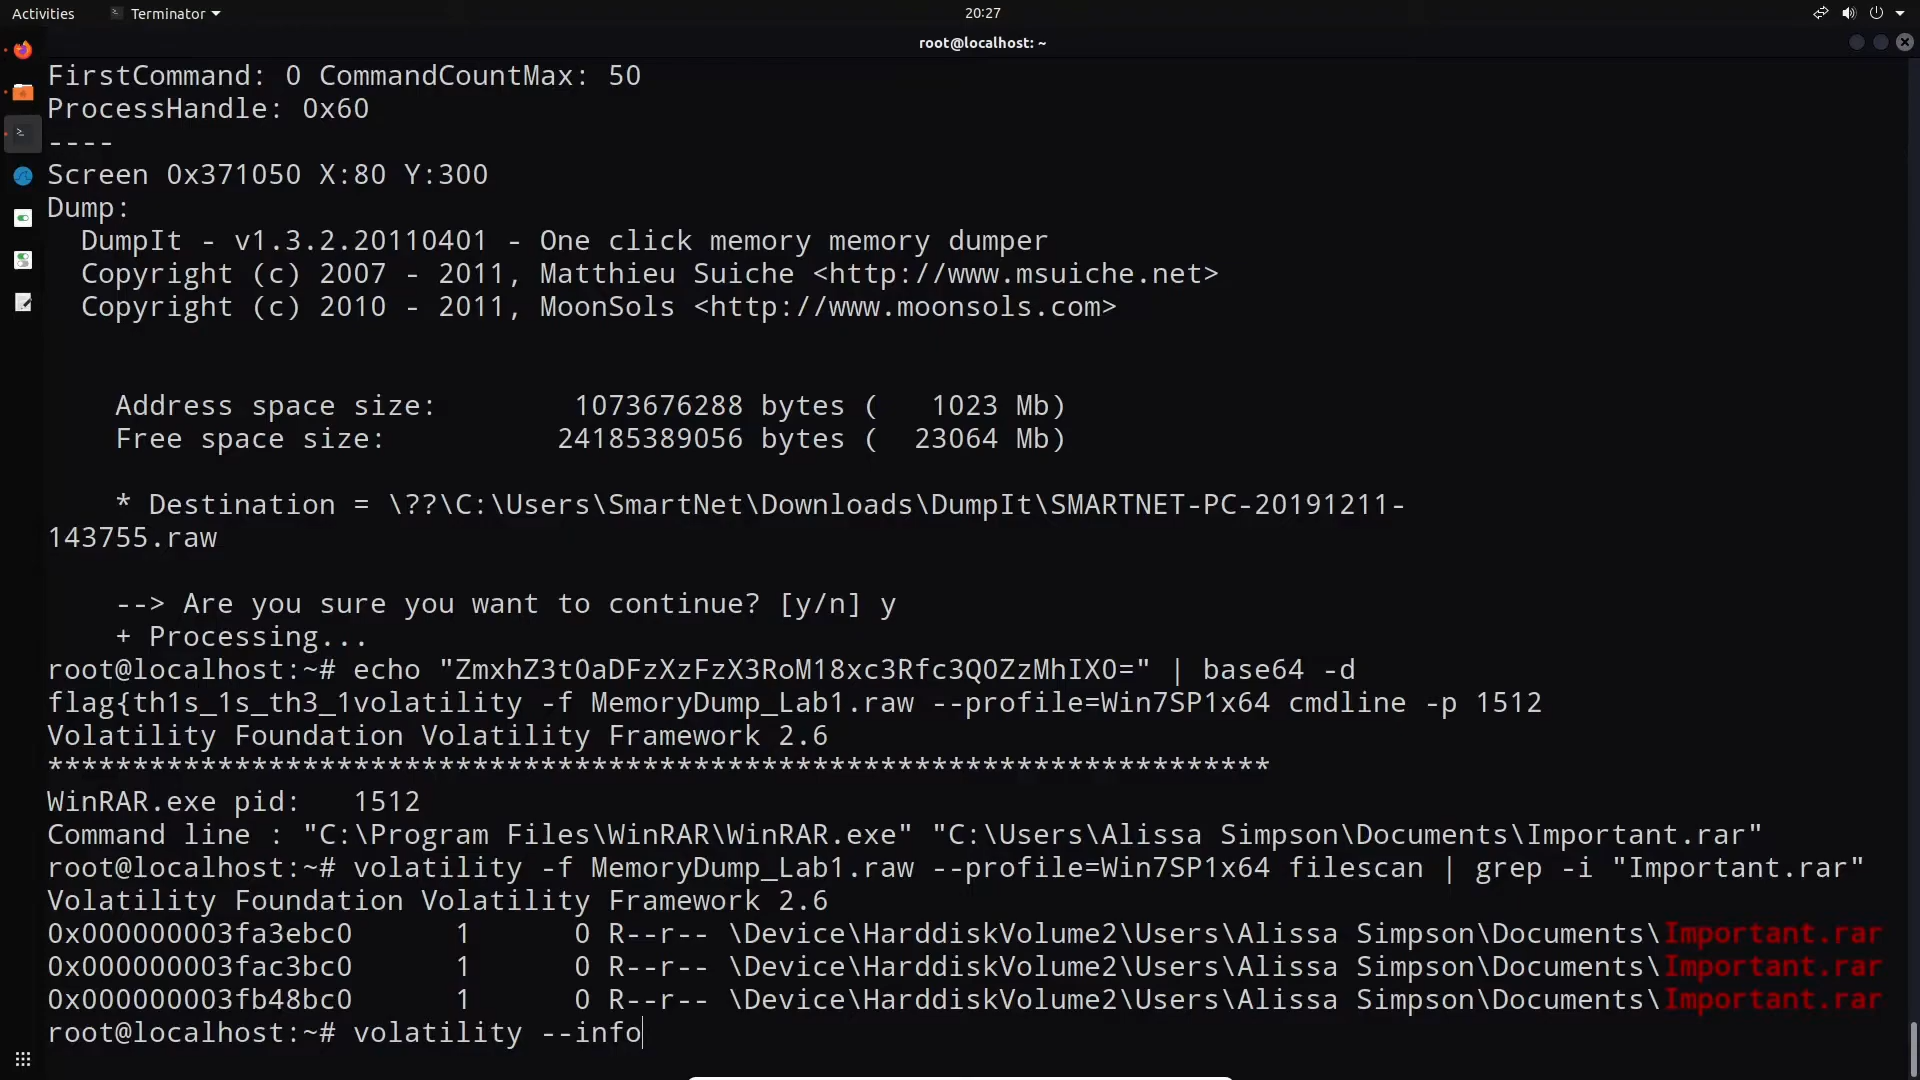 Activities
Terminator
20:27
root@localhost: ~
FirstCommand: 0 CommandCountMax: 50
ProcessHandle: 0x60
----
Screen 0x371050 X:80 Y:300
Dump:
  DumpIt - v1.3.2.20110401 - One click memory memory dumper
  Copyright (c) 2007 - 2011, Matthieu Suiche <http://www.msuiche.net>
  Copyright (c) 2010 - 2011, MoonSols <http://www.moonsols.com>
    Address space size:        1073676288 bytes (   1023 Mb)
    Free space size:          24185389056 bytes (  23064 Mb)
    * Destination = \??\C:\Users\SmartNet\Downloads\DumpIt\SMARTNET-PC-20191211-
143755.raw
    --> Are you sure you want to continue? [y/n] y
    + Processing...
root@localhost:~# echo "ZmxhZ3t0aDFzXzFzX3RoM18xc3Rfc3Q0ZzMhIX0=" | base64 -d
flag{th1s_1s_th3_1volatility -f MemoryDump_Lab1.raw --profile=Win7SP1x64 cmdline -p 1512
Volatility Foundation Volatility Framework 2.6
************************************************************************
WinRAR.exe pid:   1512
Command line : "C:\Program Files\WinRAR\WinRAR.exe" "C:\Users\Alissa Simpson\Documents\Important.rar"
root@localhost:~# volatility -f MemoryDump_Lab1.raw --profile=Win7SP1x64 filescan | grep -i "Important.rar"
Volatility Foundation Volatility Framework 2.6
0x000000003fa3ebc0      1      0 R--r-- \Device\HarddiskVolume2\Users\Alissa Simpson\Documents\Important.rar
0x000000003fac3bc0      1      0 R--r-- \Device\HarddiskVolume2\Users\Alissa Simpson\Documents\Important.rar
0x000000003fb48bc0      1      0 R--r-- \Device\HarddiskVolume2\Users\Alissa Simpson\Documents\Important.rar
root@localhost:~# volatility --info